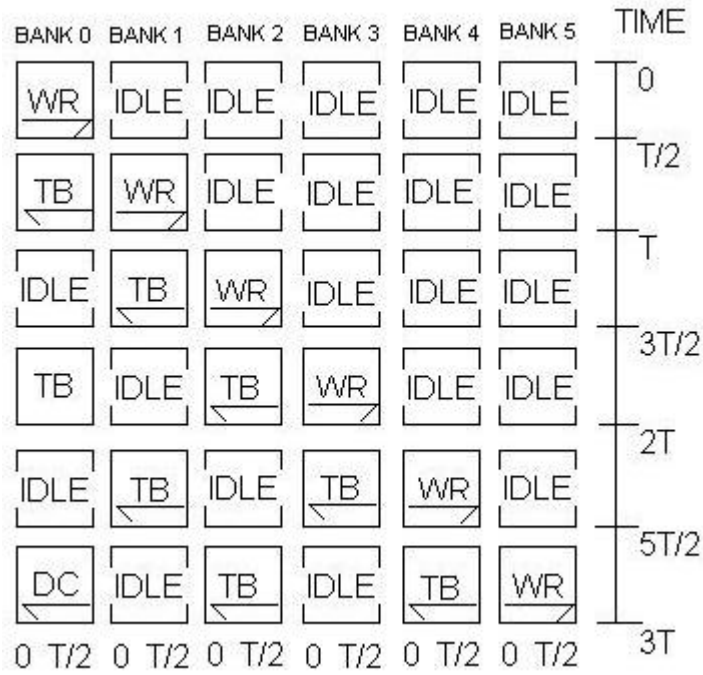 BANK 0 BANK 1 BANK 2 BANK 3 BANK 4 BANK 5 TIME
0
WR IDLE IDLE IDLE IDLE IDLE
T/2
TB WR IDLE IDLE IDLE IDLE
T
IDLE TB WR IDLE IDLE IDLE
3T/2
TB IDLE TB WR IDLE IDLE
2T
IDLE TB IDLE TB WR IDLE
5T/2
DC IDLE TB IDLE TB WR
3T
0 T/2 0 T/2 0 T/2 0 T/2 0 T/2 0 T/2